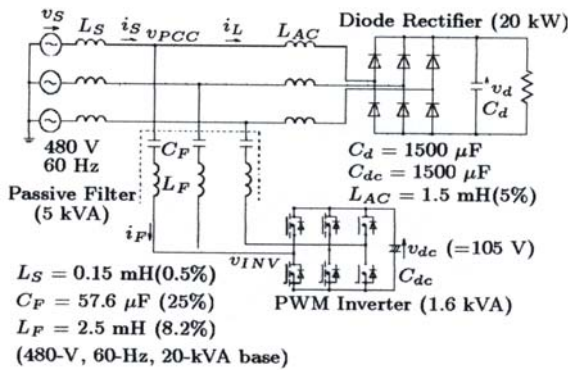 v_S L_S i_S v_PCC i_L L_AC
Diode Rectifier (20 kW)
v_d
C_d
480 V
60 Hz
Passive Filter
(5 kVA)
C_F
L_F
i_F
C_d = 1500 μF
C_dc = 1500 μF
L_AC = 1.5 mH(5%)
v_INV
v_dc (=105 V)
C_dc
PWM Inverter (1.6 kVA)
L_S = 0.15 mH(0.5%)
C_F = 57.6 μF (25%)
L_F = 2.5 mH (8.2%)
(480-V, 60-Hz, 20-kVA base)